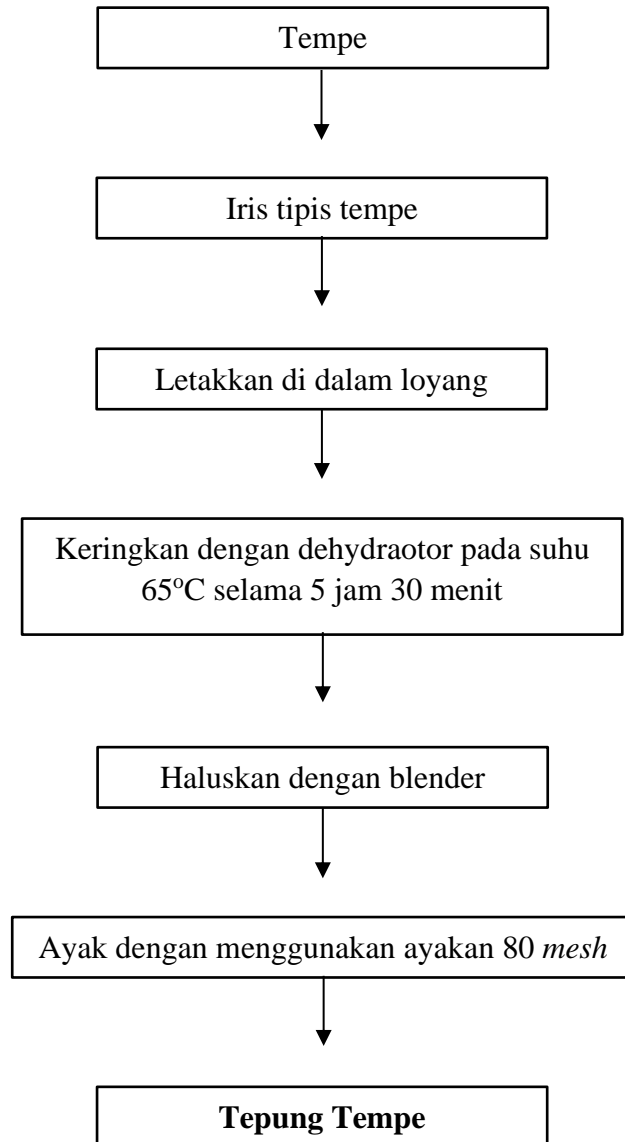 Tempe
Iris tipis tempe
Letakkan di dalam loyang
Keringkan dengan dehydraotor pada suhu
65°C selama 5 jam 30 menit
Haluskan dengan blender
Ayak dengan menggunakan ayakan 80 mesh
Tepung Tempe